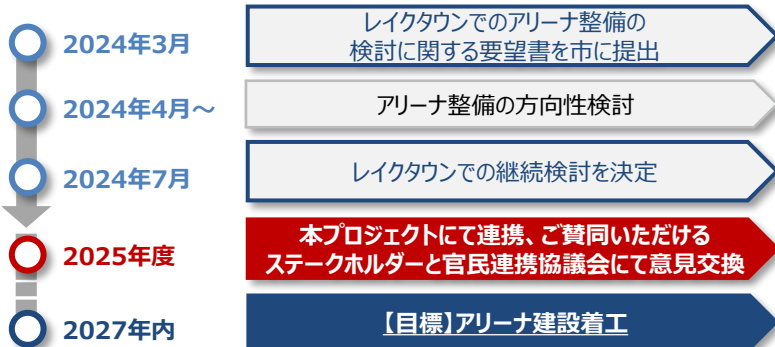 2024年3月
レイクタウンでのアリーナ整備の
検討に関する要望書を市に提出
2024年4月～
アリーナ整備の方向性検討
2024年7月
レイクタウンでの継続検討を決定
2025年度
本プロジェクトにて連携、ご賛同いただける
ステークホルダーと官民連携協議会にて意見交換
2027年内
【目標】アリーナ建設着工